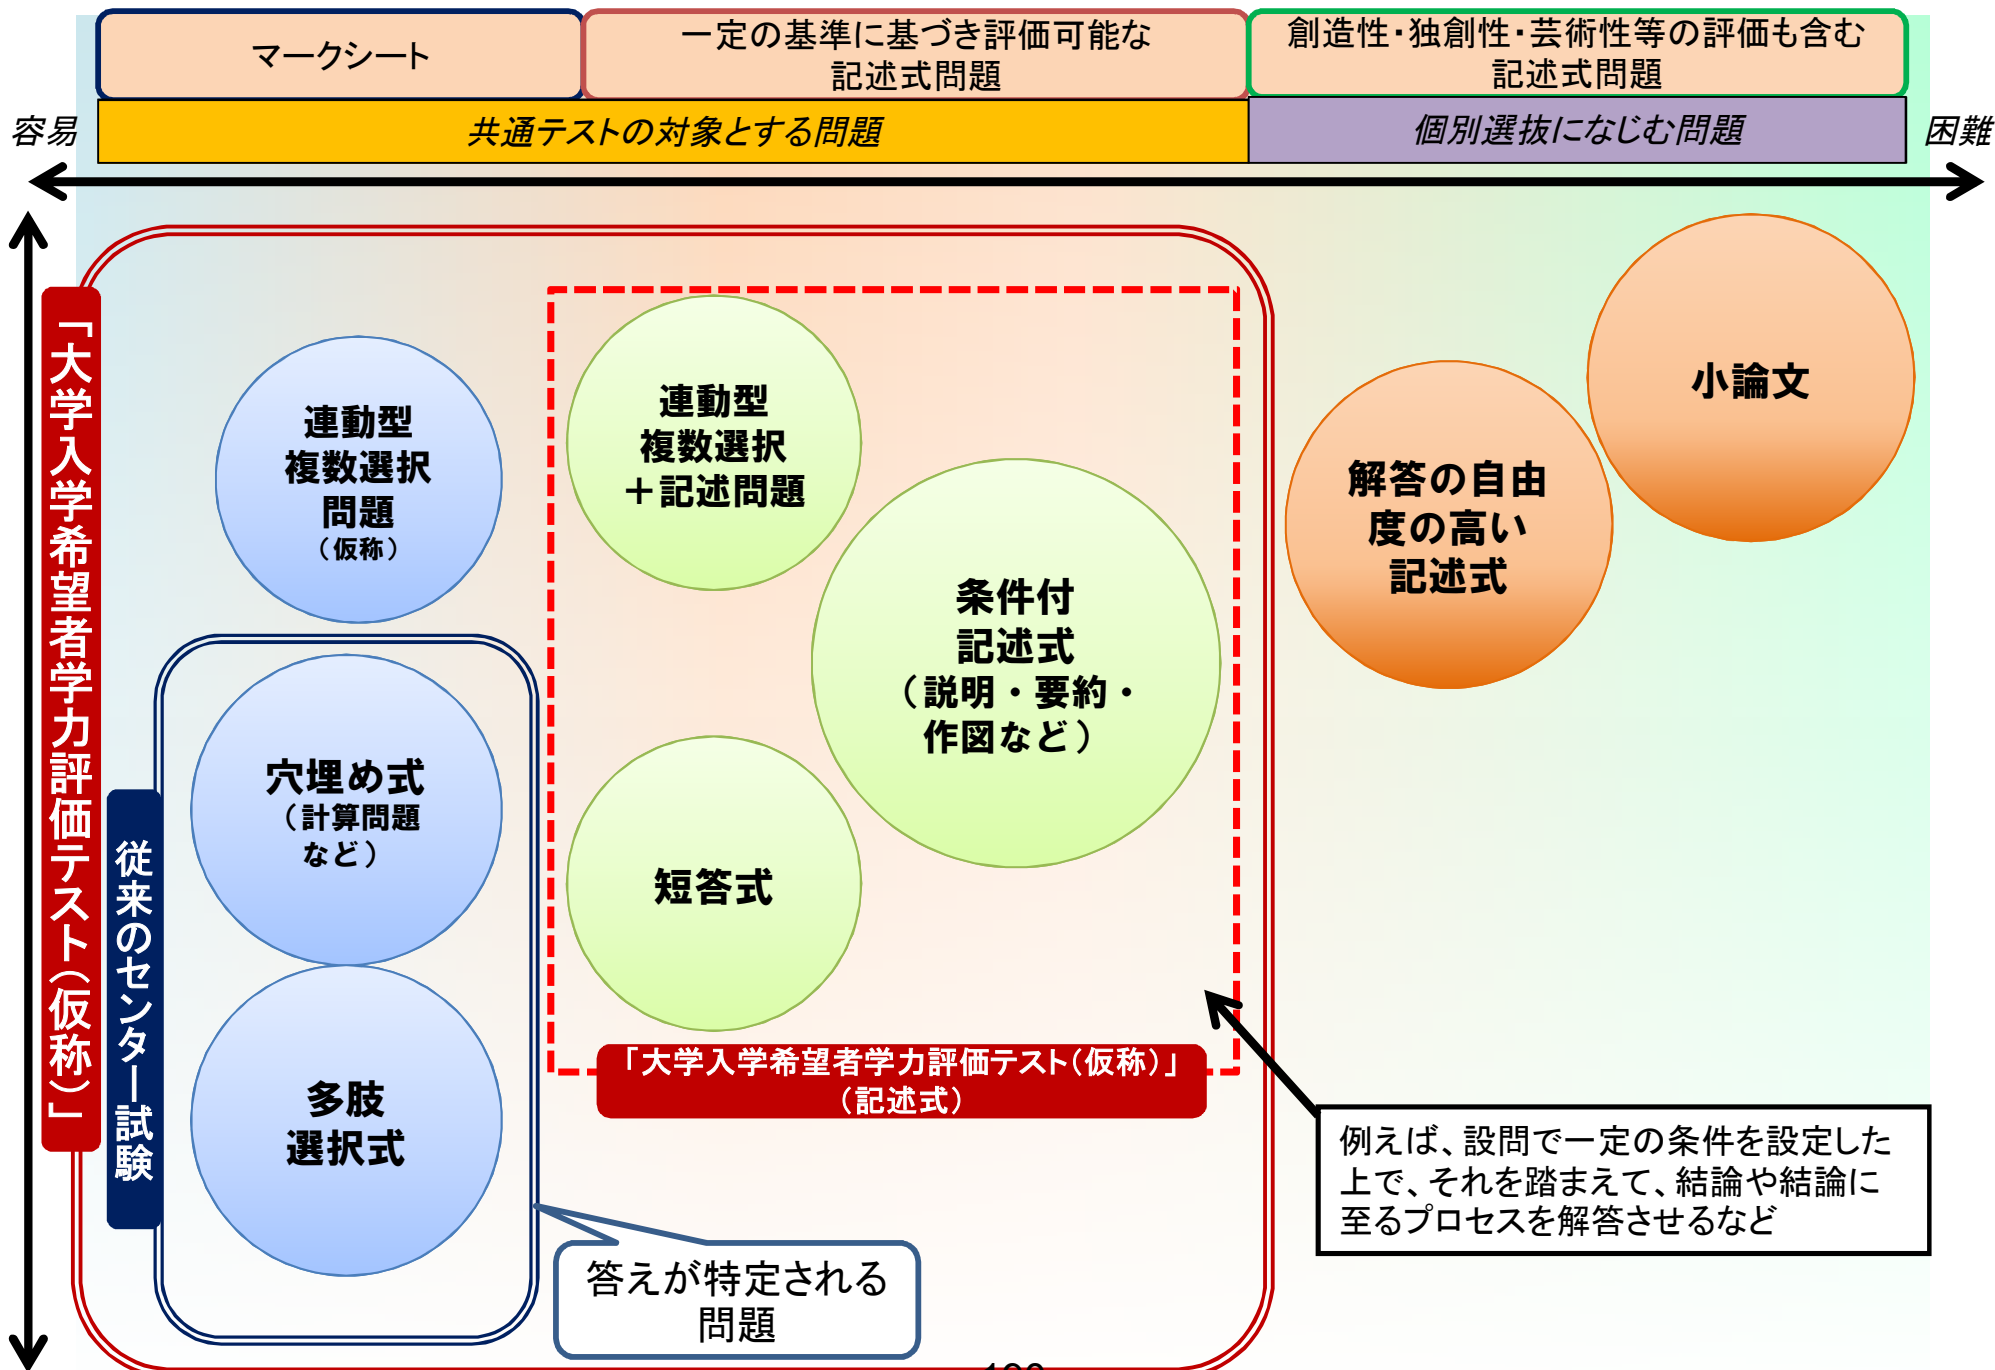 マークシート
一定の基準に基づき評価可能な
記述式問題
創造性・独創性・芸術性等の評価も含む
記述式問題
容易
共通テストの対象とする問題
個別選抜になじむ問題
困難
「大学入学希望者学力評価テスト(仮称)」
連動型
複数選択
問題
（仮称）
連動型
複数選択
＋記述問題
条件付
記述式
（説明・要約・
作図など）
解答の自由
度の高い
記述式
小論文
従来のセンター試験
穴埋め式
（計算問題
など）
短答式
多肢
選択式
「大学入学希望者学力評価テスト(仮称)」
（記述式）
例えば、設問で一定の条件を設定した
上で、それを踏まえて、結論や結論に
至るプロセスを解答させるなど
答えが特定される
問題